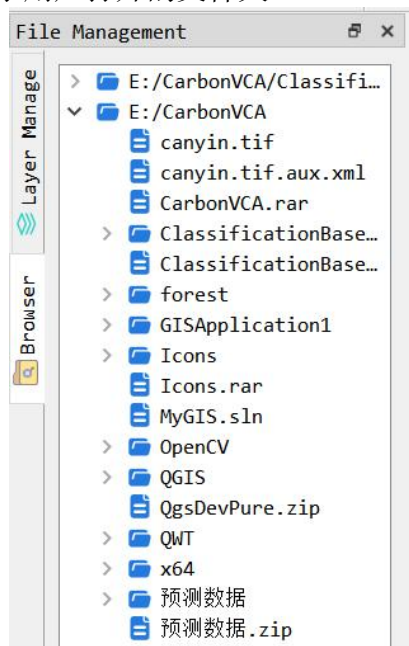 File Management
Layer Manage
Browser
E:/CarbonVCA/Classifi…
E:/CarbonVCA
canyin.tif
canyin.tif.aux.xml
CarbonVCA.rar
ClassificationBase…
ClassificationBase…
forest
GISApplication1
Icons
Icons.rar
MyGIS.sln
OpenCV
QGIS
QgsDevPure.zip
QWT
x64
预测数据
预测数据.zip